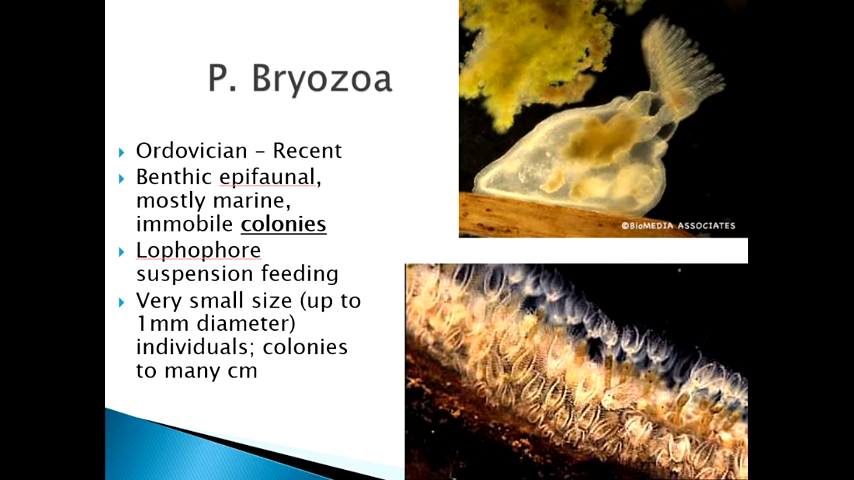 P. Bryozoa
Ordovician – Recent
Benthic epifaunal,
mostly marine,
immobile colonies
Lophophore
suspension feeding
Very small size (up to
1mm diameter)
individuals; colonies
to many cm
©BioMEDIA ASSOCIATES